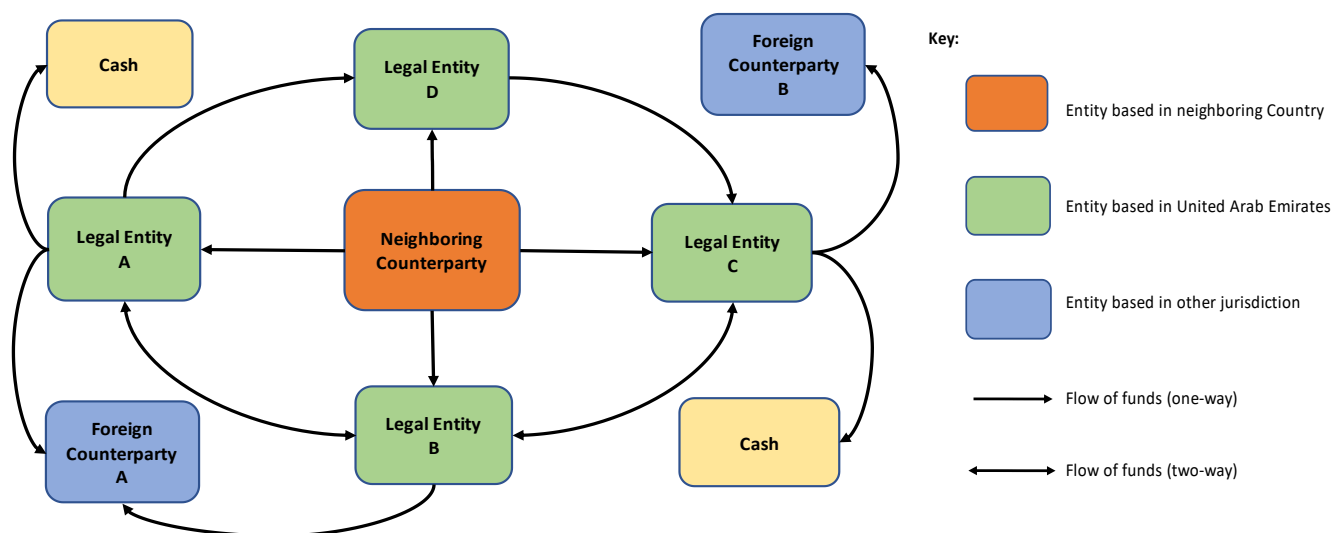 Cash
Legal Entity
D
Foreign
Counterparty
B
Key:
Entity based in neighboring Country
Legal Entity
A
Neighboring
Counterparty
Legal Entity
C
Entity based in United Arab Emirates
Entity based in other jurisdiction
Foreign
Counterparty
A
Legal Entity
B
Cash
Flow of funds (one-way)
Flow of funds (two-way)